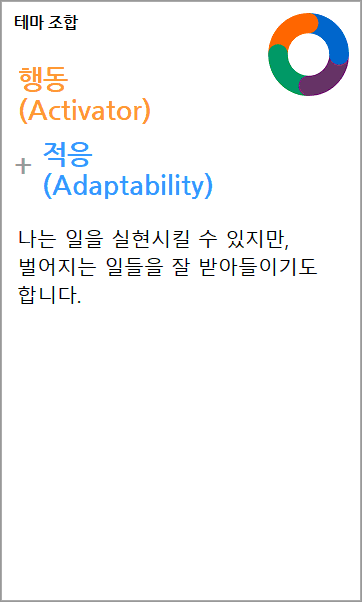 테마 조합
행동
(Activator)
+ 적응
(Adaptability)
나는 일을 실현시킬 수 있지만,
벌어지는 일들을 잘 받아들이기도
합니다.